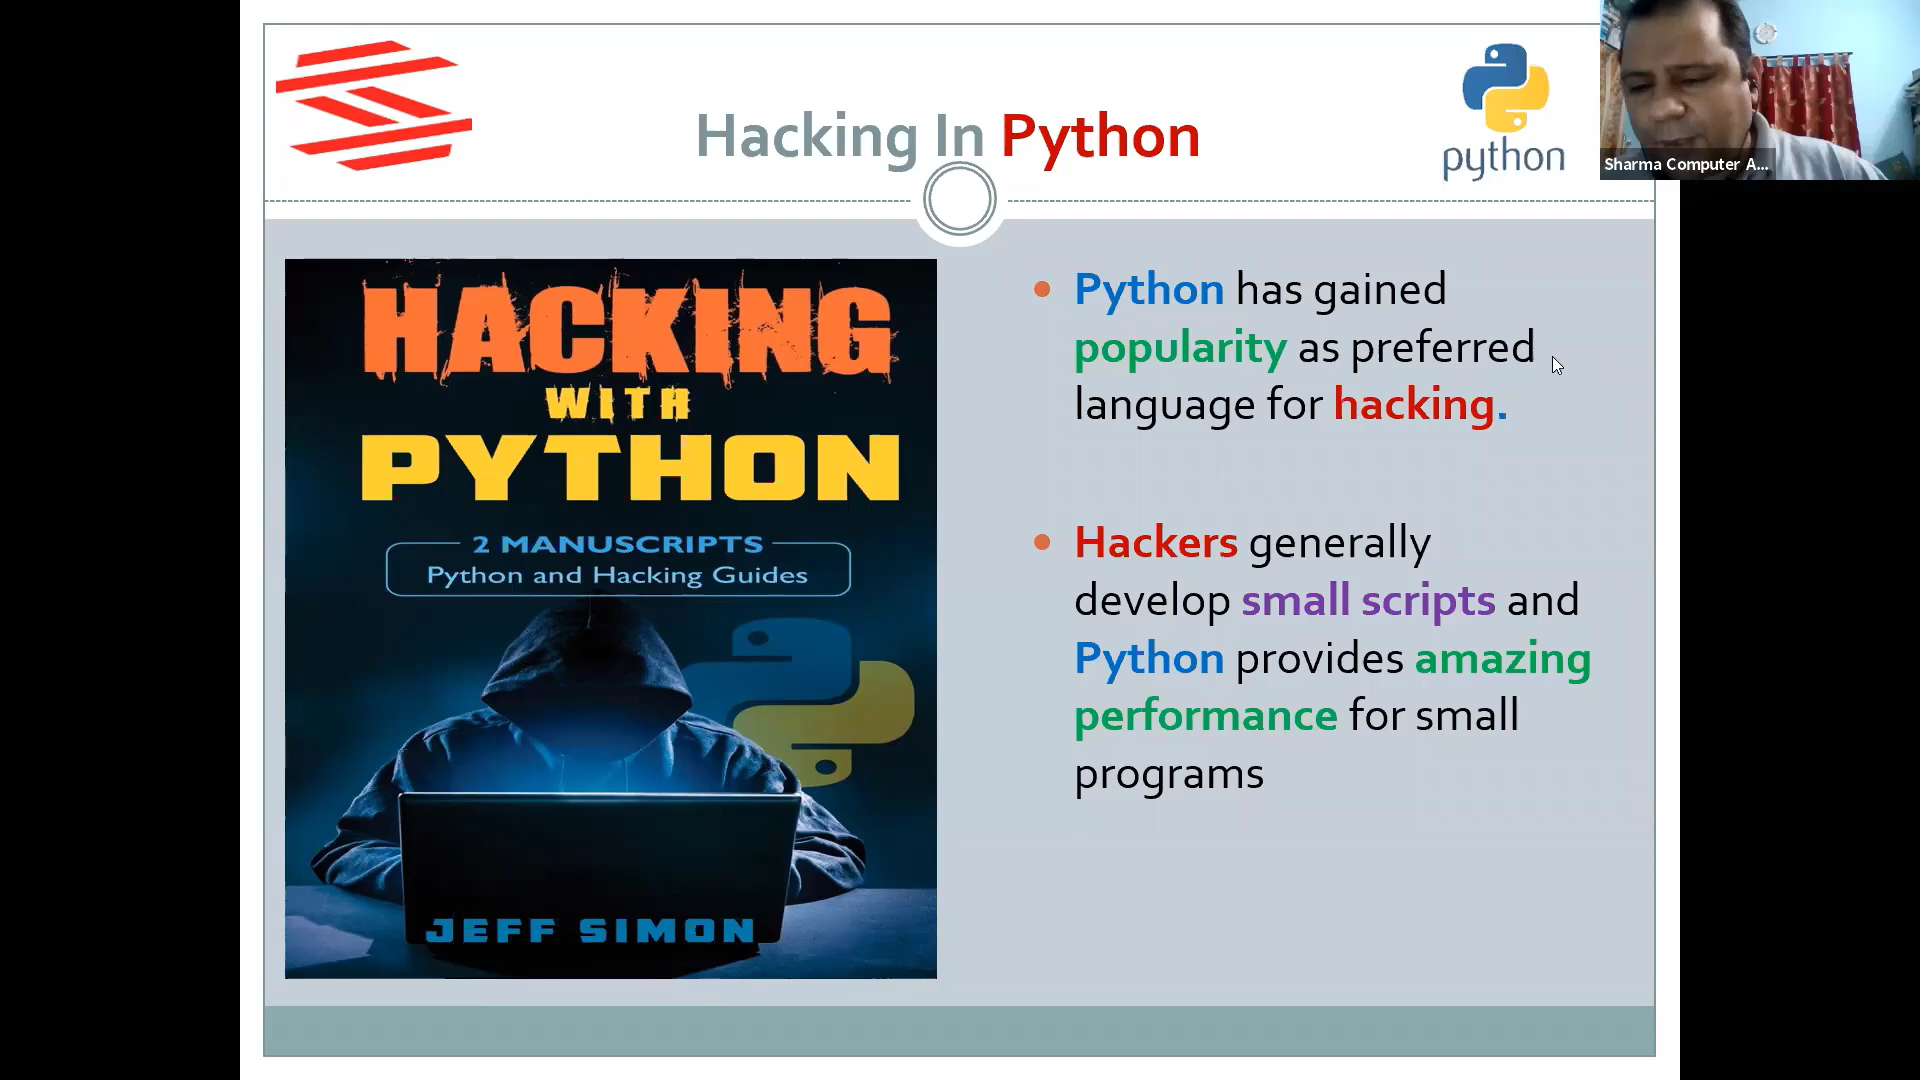 Hacking In Python
python
Sharma Computer A...
HACKING
WITH
PYTHON
2 MANUSCRIPTS
Python and Hacking Guides
JEFF SIMON
Python has gained
popularity as preferred
language for hacking.
Hackers generally
develop small scripts and
Python provides amazing
performance for small
programs